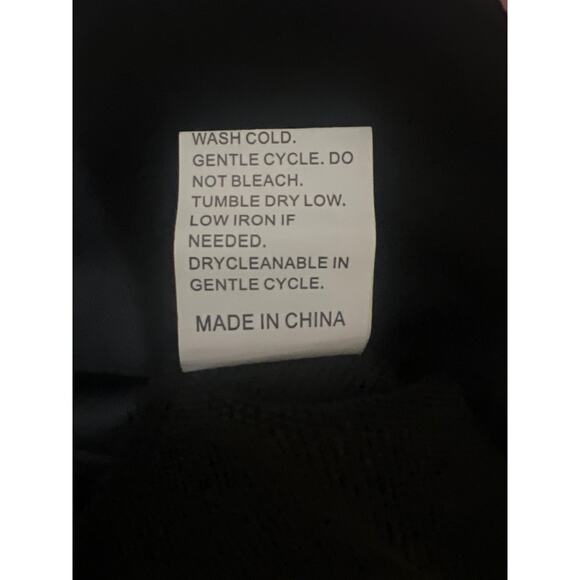 WASH COLD.
GENTLE CYCLE. DO
NOT BLEACH.
TUMBLE DRY LOW.
LOW IRON IF
NEEDED.
DRYCLEANABLE IN
GENTLE CYCLE.
MADE IN CHINA